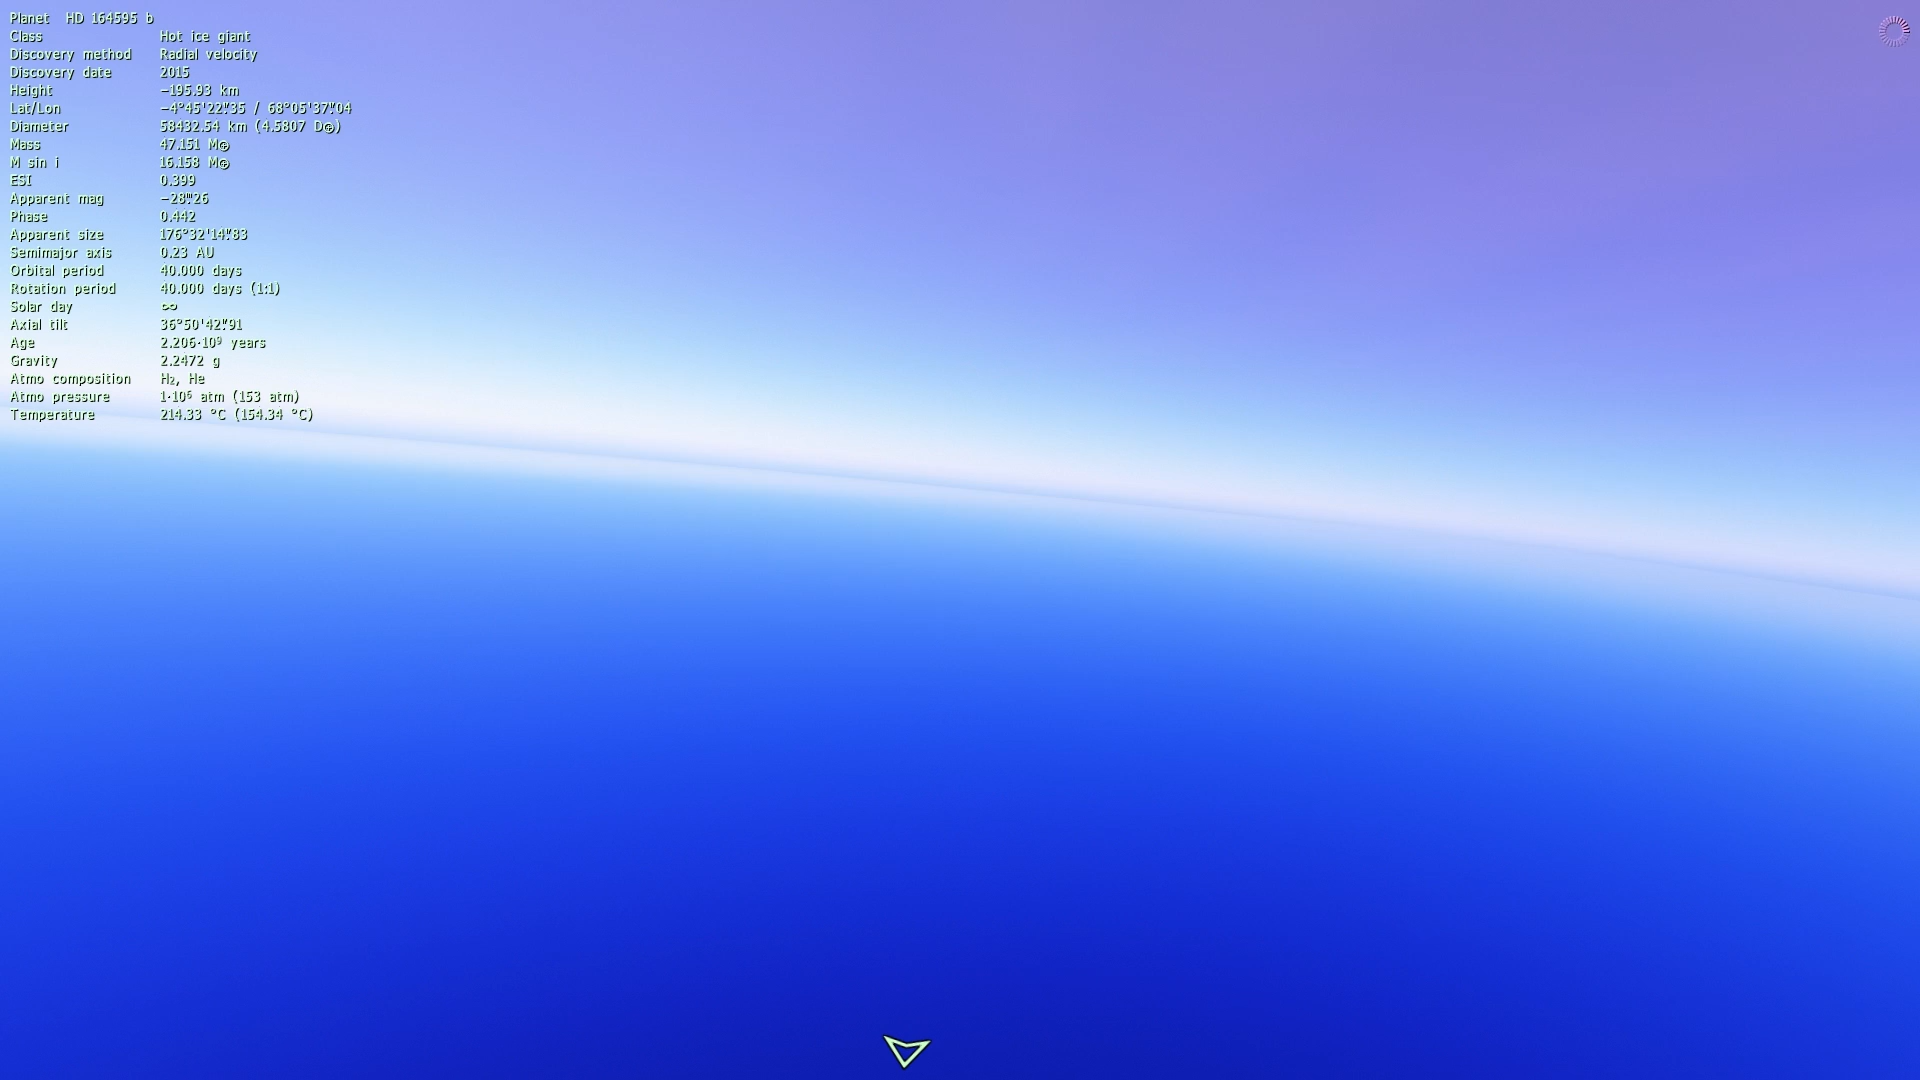 Planet HD 164595 b
Class Hot ice giant
Discovery method Radial velocity
Discovery date 2015
Height −195.93 km
Lat/Lon −4°45'22"35 / 68°05'37"04
Diameter 58432.54 km (4.5807 D⊕)
Mass 47.151 M⊕
M sin i 16.158 M⊕
ESI 0.399
Apparent mag −28ᵐ26
Phase 0.442
Apparent size 176°32'14"83
Semimajor axis 0.23 AU
Orbital period 40.000 days
Rotation period 40.000 days (1:1)
Solar day ∞
Axial tilt 36°50'42"91
Age 2.206·10⁹ years
Gravity 2.2472 g
Atmo composition H₂, He
Atmo pressure 1·10⁶ atm (153 atm)
Temperature 214.33 °C (154.34 °C)